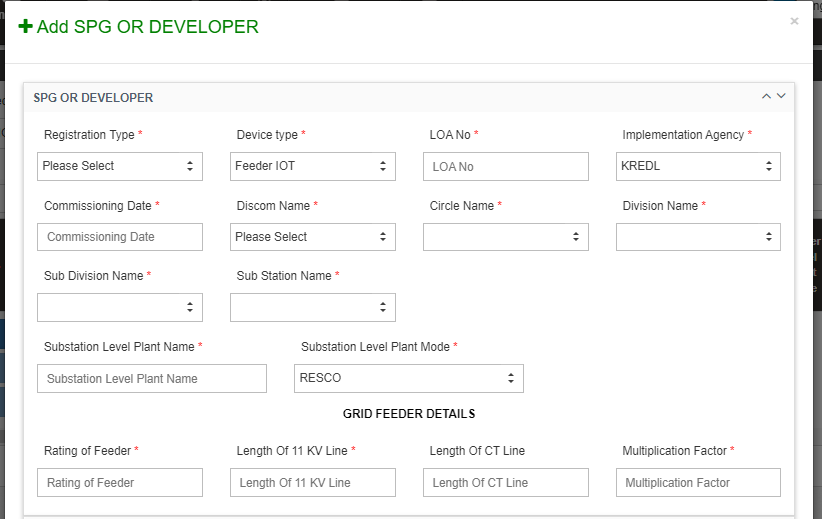 Add SPG OR DEVELOPER
×
SPG OR DEVELOPER
Registration Type * Device type * LOA No * Implementation Agency *
Please Select Feeder IOT LOA No KREDL
Commissioning Date * Discom Name * Circle Name * Division Name *
Commissioning Date Please Select
Sub Division Name * Sub Station Name *
Substation Level Plant Name * Substation Level Plant Mode *
Substation Level Plant Name RESCO
GRID FEEDER DETAILS
Rating of Feeder * Length Of 11 KV Line * Length Of CT Line Multiplication Factor *
Rating of Feeder Length Of 11 KV Line Length Of CT Line Multiplication Factor